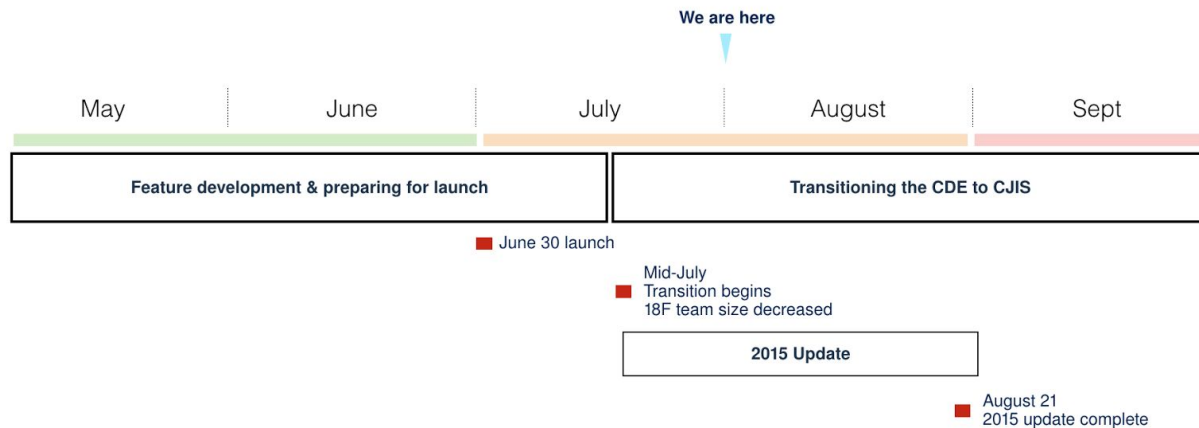 We are here
May
June
July
August
Sept
Feature development & preparing for launch
Transitioning the CDE to CJIS
June 30 launch
Mid-July
Transition begins
18F team size decreased
2015 Update
August 21
2015 update complete